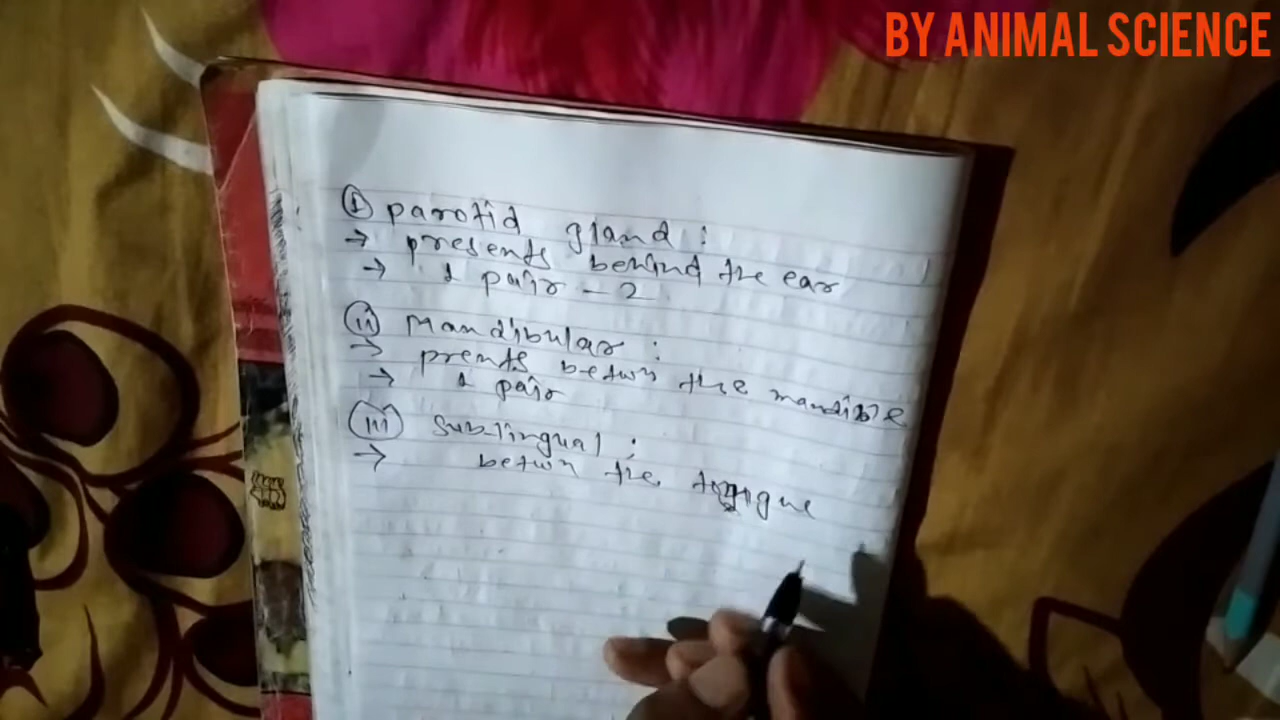 BY ANIMAL SCIENCE
(i) parotid gland :
→ presents behind the ear
→ 1 pair - 2
(ii) Mandibular :
→ prents betwn the mandible
→ 1 pair
(iii) Sub-lingual :
→ betwn the